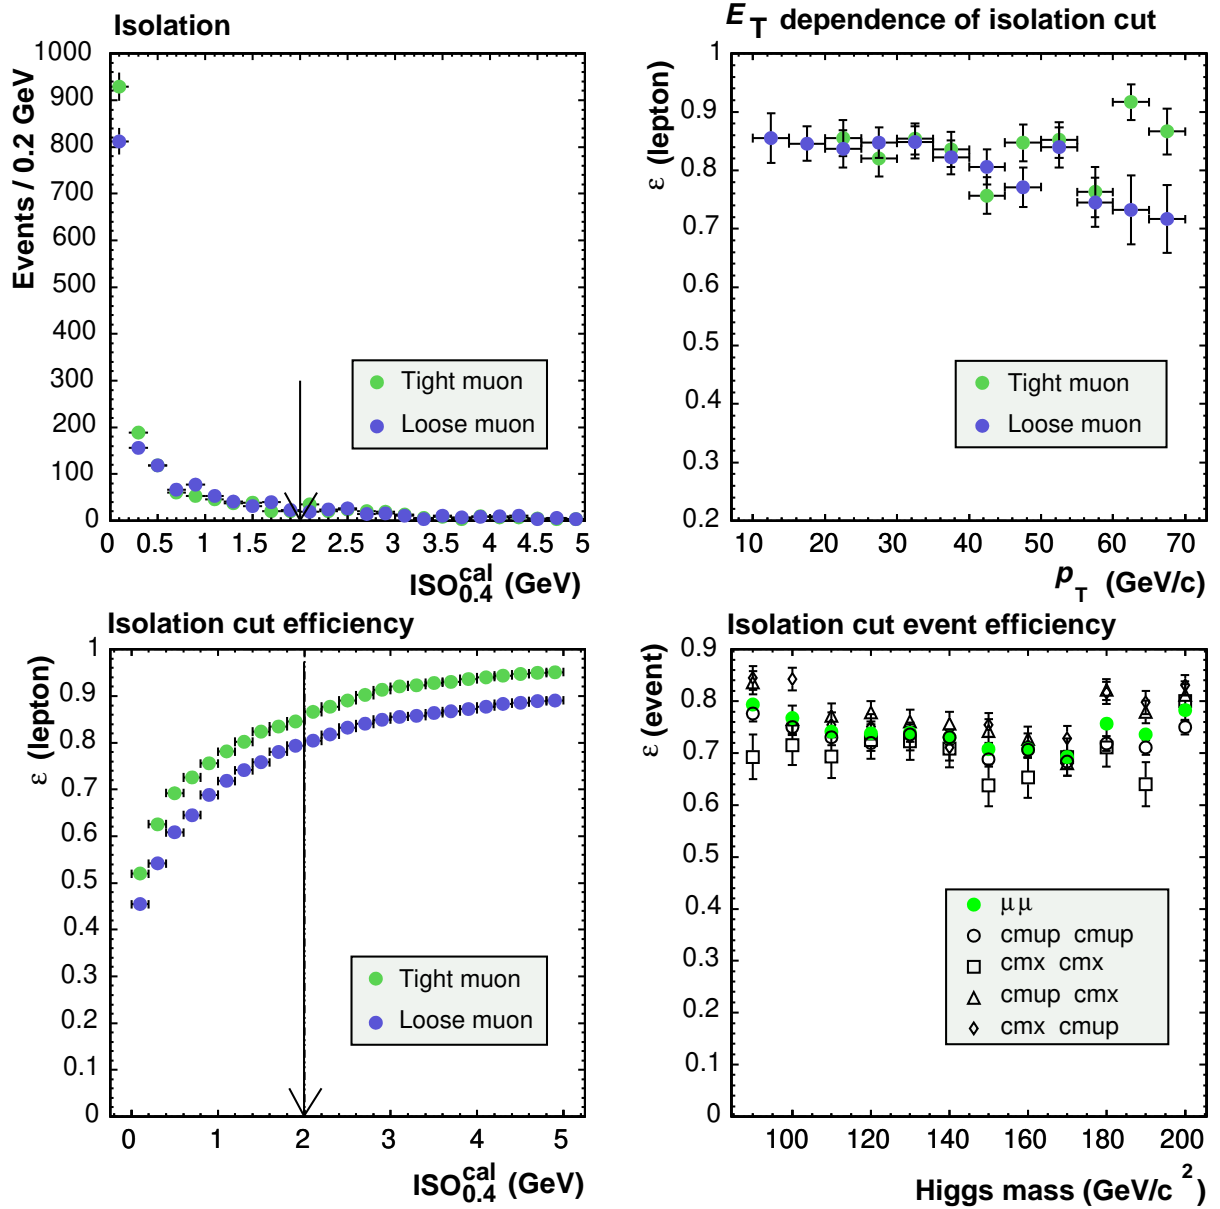 Isolation
Events / 0.2 GeV
1000
900
800
700
600
500
400
300
200
100
0
Tight muon
Loose muon
0 0.5 1 1.5 2 2.5 3 3.5 4 4.5 5
ISO cal 0.4 (GeV)
E T dependence of isolation cut
ε (lepton)
1
0.9
0.8
0.7
0.6
0.5
0.4
0.3
0.2
Tight muon
Loose muon
10 20 30 40 50 60 70
p T (GeV/c)
Isolation cut efficiency
ε (lepton)
1
0.9
0.8
0.7
0.6
0.5
0.4
0.3
0.2
0.1
0
Tight muon
Loose muon
0 1 2 3 4 5
ISO cal 0.4 (GeV)
Isolation cut event efficiency
ε (event)
0.9
0.8
0.7
0.6
0.5
0.4
0.3
0.2
0.1
0
μ μ
cmup cmup
cmx cmx
cmup cmx
cmx cmup
100 120 140 160 180 200
Higgs mass (GeV/c 2)